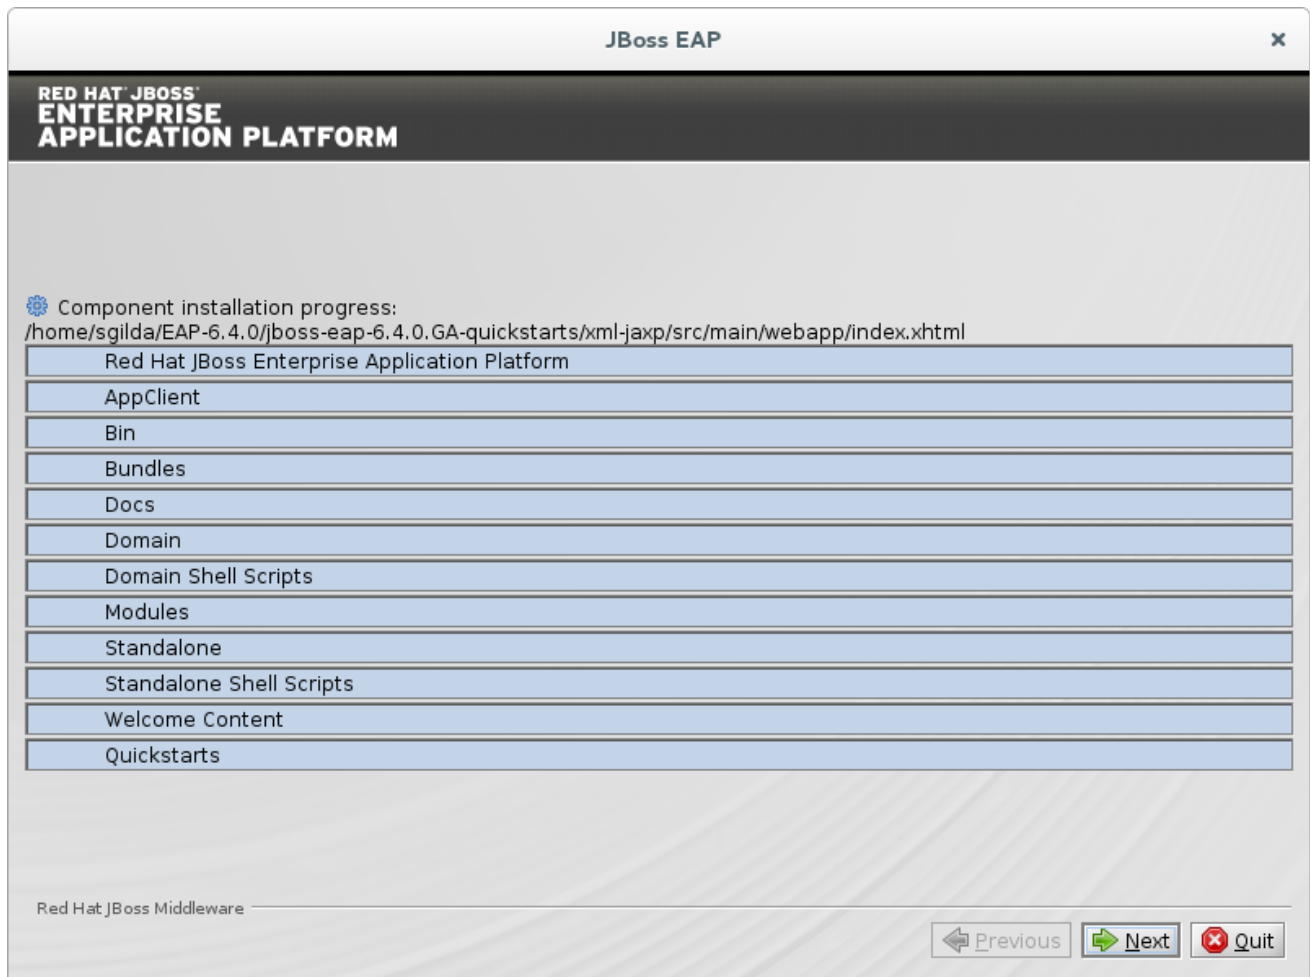 JBoss EAP
RED HAT JBOSS
ENTERPRISE
APPLICATION PLATFORM
Component installation progress:
/home/sgilda/EAP-6.4.0/jboss-eap-6.4.0.GA-quickstarts/xml-jaxp/src/main/webapp/index.xhtml
Red Hat JBoss Enterprise Application Platform
AppClient
Bin
Bundles
Docs
Domain
Domain Shell Scripts
Modules
Standalone
Standalone Shell Scripts
Welcome Content
Quickstarts
Red Hat JBoss Middleware
Previous Next Quit